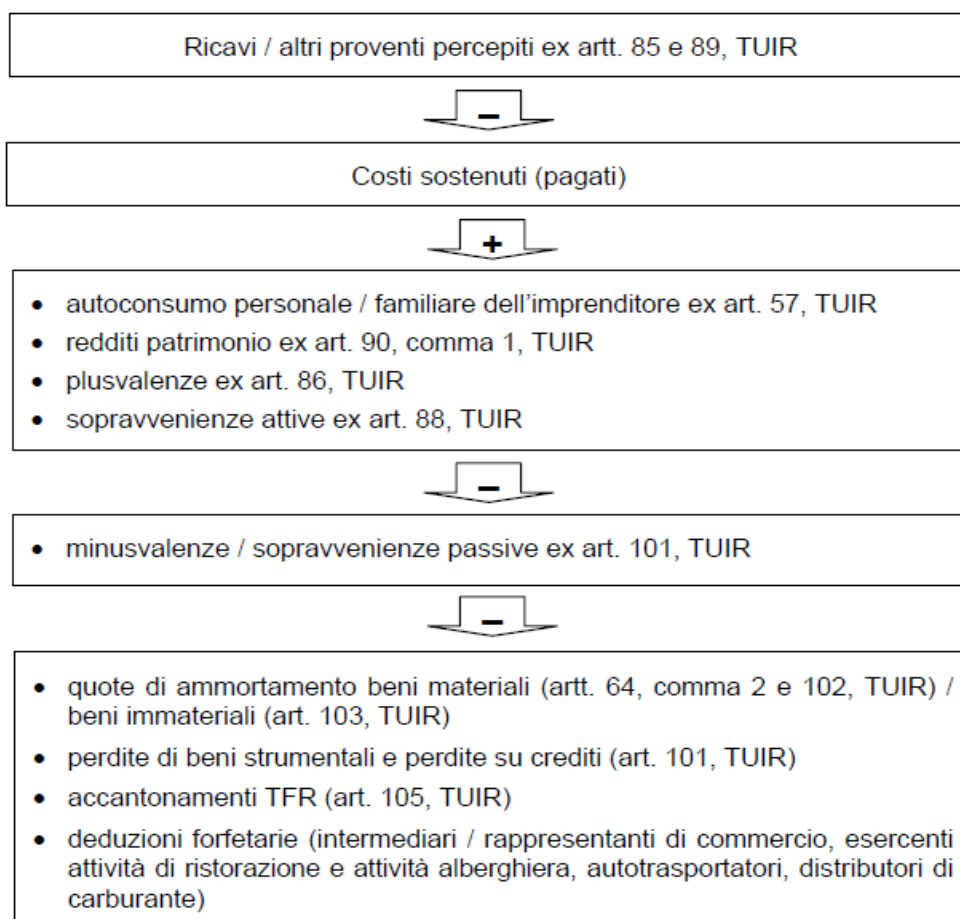 Ricavi / altri proventi percepiti ex artt. 85 e 89, TUIR
–
Costi sostenuti (pagati)
+
• autoconsumo personale / familiare dell'imprenditore ex art. 57, TUIR
• redditi patrimonio ex art. 90, comma 1, TUIR
• plusvalenze ex art. 86, TUIR
• sopravvenienze attive ex art. 88, TUIR
–
• minusvalenze / sopravvenienze passive ex art. 101, TUIR
–
• quote di ammortamento beni materiali (artt. 64, comma 2 e 102, TUIR) /
beni immateriali (art. 103, TUIR)
• perdite di beni strumentali e perdite su crediti (art. 101, TUIR)
• accantonamenti TFR (art. 105, TUIR)
• deduzioni forfetarie (intermediari / rappresentanti di commercio, esercenti
attività di ristorazione e attività alberghiera, autotrasportatori, distributori di
carburante)